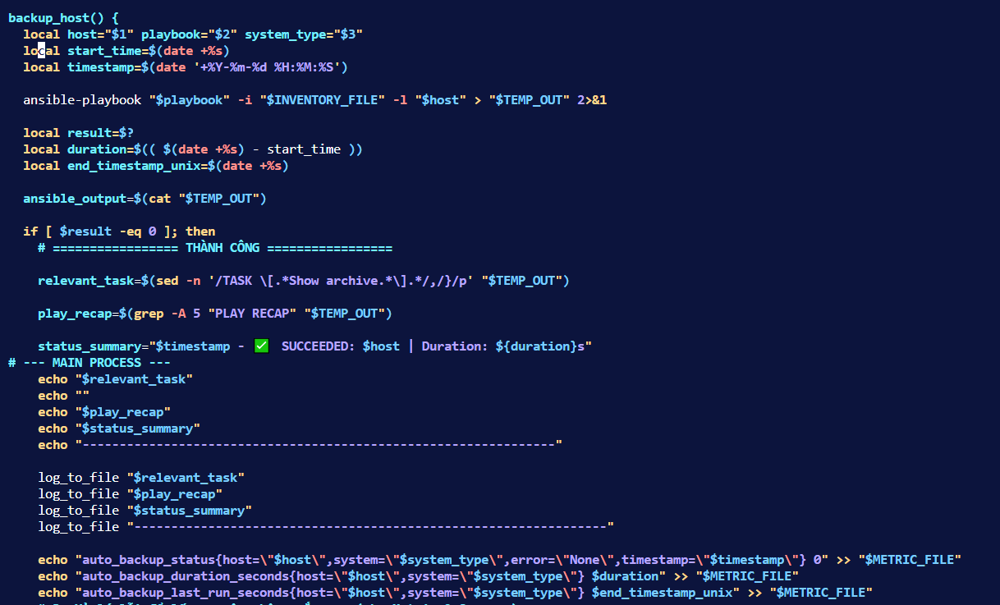 backup_host() {
  local host="$1" playbook="$2" system_type="$3"
  local start_time=$(date +%s)
  local timestamp=$(date '+%Y-%m-%d %H:%M:%S')
  ansible-playbook "$playbook" -i "$INVENTORY_FILE" -l "$host" > "$TEMP_OUT" 2>&1
  local result=$?
  local duration=$(( $(date +%s) - start_time ))
  local end_timestamp_unix=$(date +%s)
  ansible_output=$(cat "$TEMP_OUT")
  if [ $result -eq 0 ]; then
    # ================= THÀNH CÔNG =================
    relevant_task=$(sed -n '/TASK \[.*Show archive.*\].*/,/}/p' "$TEMP_OUT")
    play_recap=$(grep -A 5 "PLAY RECAP" "$TEMP_OUT")
    status_summary="$timestamp - ✅ SUCCEEDED: $host | Duration: ${duration}s"
# --- MAIN PROCESS ---
    echo "$relevant_task"
    echo ""
    echo "$play_recap"
    echo "$status_summary"
    echo "----------------------------------------------------------------"
    log_to_file "$relevant_task"
    log_to_file "$play_recap"
    log_to_file "$status_summary"
    log_to_file "----------------------------------------------------------------"
    echo "auto_backup_status{host=\"$host\",system=\"$system_type\",error=\"None\",timestamp=\"$timestamp\"} 0" >> "$METRIC_FILE"
    echo "auto_backup_duration_seconds{host=\"$host\",system=\"$system_type\"} $duration" >> "$METRIC_FILE"
    echo "auto_backup_last_run_seconds{host=\"$host\",system=\"$system_type\"} $end_timestamp_unix" >> "$METRIC_FILE"